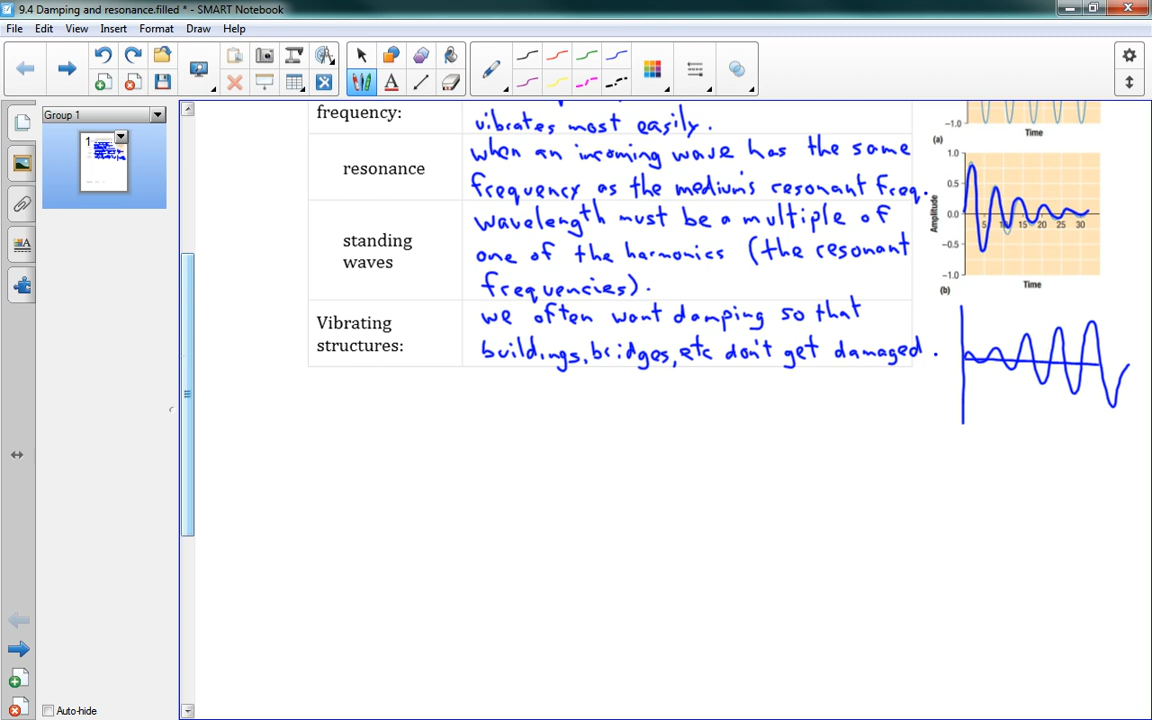 9.4 Damping and resonance.filled * - SMART Notebook
File Edit View Insert Format Draw Help
Group 1
1
frequency:
vibrates most easily.
resonance
when an incoming wave has the same
frequency as the medium's resonant freq.
standing
waves
wavelength must be a multiple of
one of the harmonics (the resonant
frequencies).
Vibrating
structures:
we often want damping so that
buildings, bridges, etc don't get damaged.
-1.0
Time
(a)
1.0
0.5
0.0
-0.5
-1.0
Amplitude
5 10 15 20 25 30
Time
(b)
Auto-hide